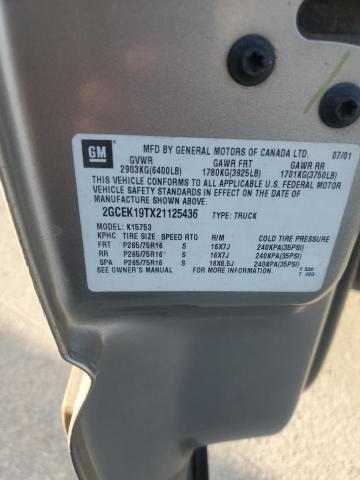 GM
MFD BY GENERAL MOTORS OF CANADA LTD. 07/01
GVWR GAWR FRT GAWR RR
2903KG(6400LB) 1780KG(3925LB) 1701KG(3750LB)
THIS VEHICLE CONFORMS TO ALL APPLICABLE U.S. FEDERAL MOTOR
VEHICLE SAFETY STANDARDS IN EFFECT ON THE DATE OF
MANUFACTURE SHOWN ABOVE.
2GCEK19TX21125436 TYPE: TRUCK
MODEL: K15753
KPHC TIRE SIZE SPEED RTG RIM COLD TIRE PRESSURE
FRT P265/75R16 S 16X7J 240KPA(35PSI)
RR P265/75R16 S 16X7J 240KPA(35PSI)
SPA P265/75R16 S 16X6.5J 240KPA(35PSI)
SEE OWNER'S MANUAL